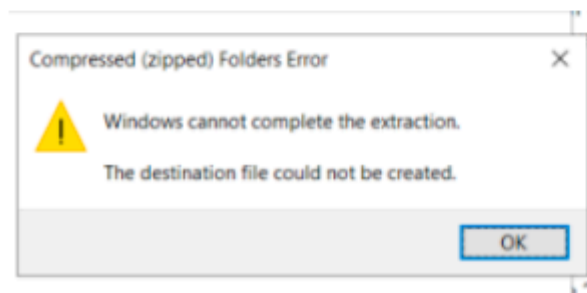 Compressed (zipped) Folders Error
Windows cannot complete the extraction.
The destination file could not be created.
OK